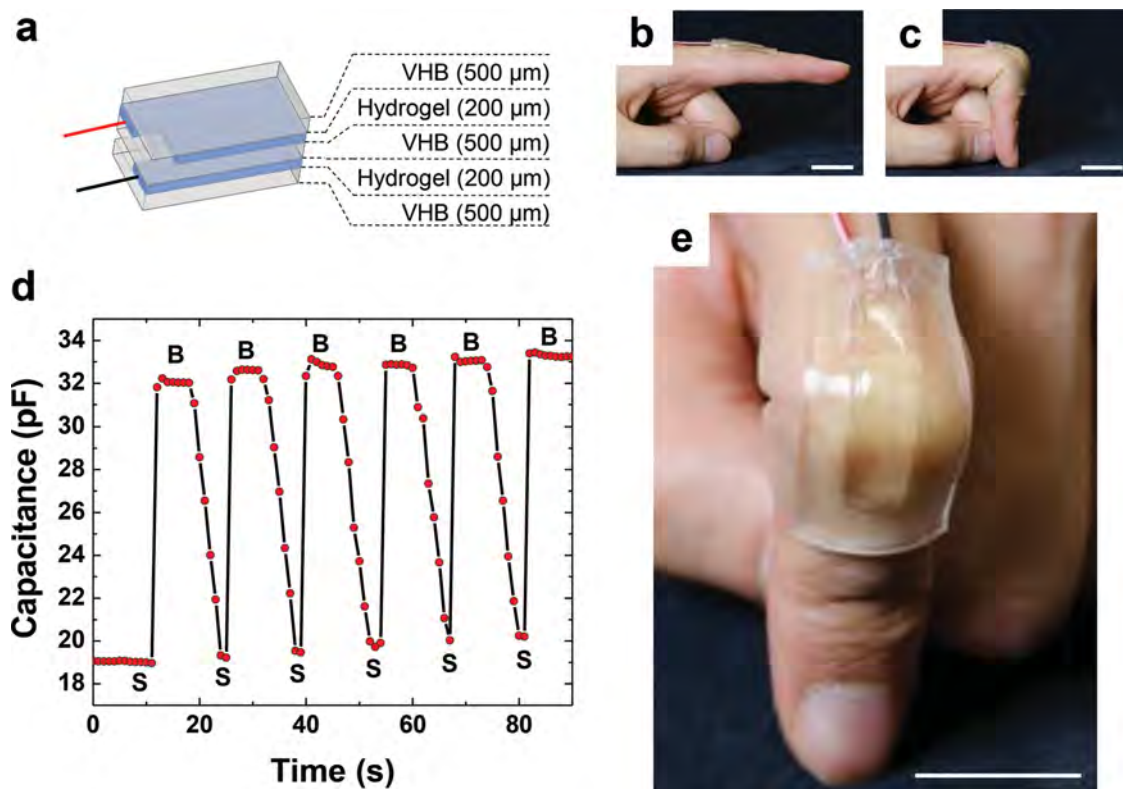 a
VHB (500 μm)
Hydrogel (200 μm)
VHB (500 μm)
Hydrogel (200 μm)
VHB (500 μm)
b
c
d
Capacitance (pF)
34
32
30
28
26
24
22
20
18
B B B B B B
S S S S S S
0 20 40 60 80
Time (s)
e